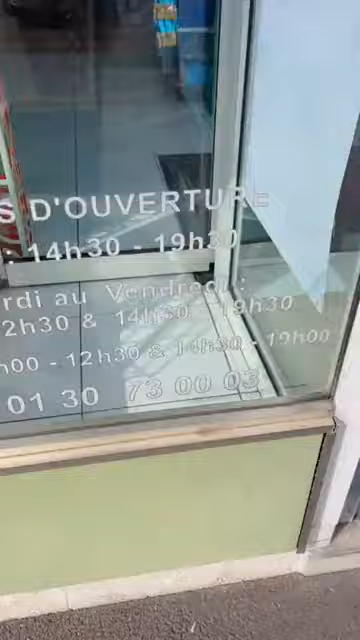 S D'OUVERTURE
: 14h30 - 19h30
rdi au Vendredi :
2h30 & 14h30 - 19h30
h00 - 12h30 & 14h30 - 19h00
01 30 73 00 03